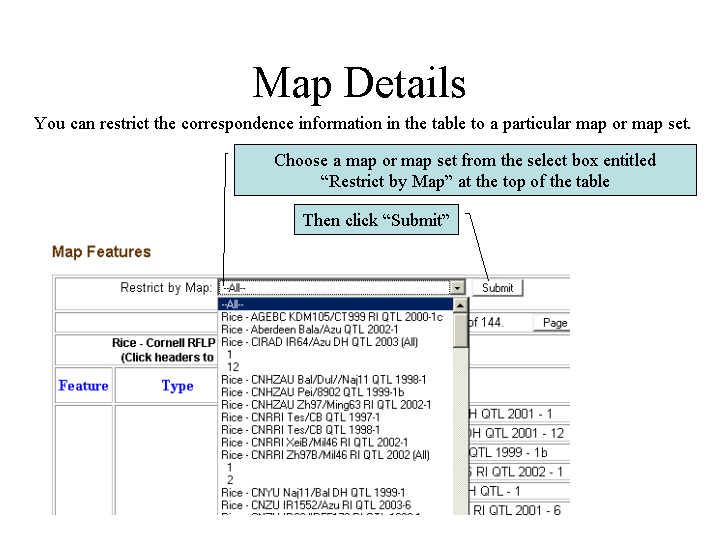 Map Details
You can restrict the correspondence information in the table to a particular map or map set.
Choose a map or map set from the select box entitled
“Restrict by Map” at the top of the table
Then click “Submit”
Map Features
Restrict by Map: --All-- Submit
--All--
Rice - AGEBC KDM105/CT999 RI QTL 2000-1c
Rice - Aberdeen Bala/Azu QTL 2002-1
Rice - CIRAD IR64/Azu DH QTL 2003 (All)
1
12
Rice - CNHZAU Bal/Dul//Naj11 QTL 1998-1
Rice - CNHZAU Pei/8902 QTL 1999-1b
Rice - CNHZAU Zh97/Ming63 RI QTL 2002-1
Rice - CNRRI Tes/CB QTL 1997-1
Rice - CNRRI Tes/CB QTL 1998-1
Rice - CNRRI XieB/Mil46 RI QTL 2002-1
Rice - CNRRI Zh97B/Mil46 RI QTL 2002 (All)
1
2
Rice - CNYU Naj11/Bal DH QTL 1999-1
Rice - CNZU IR1552/Azu RI QTL 2003-6
of 144. Page
Rice - Cornell RFLP
(Click headers to
Feature Type
H QTL 2001 - 1
DH QTL 2001 - 12
QTL 1999 - 1b
RI QTL 2002 - 1
H QTL - 1
RI QTL 2001 - 6